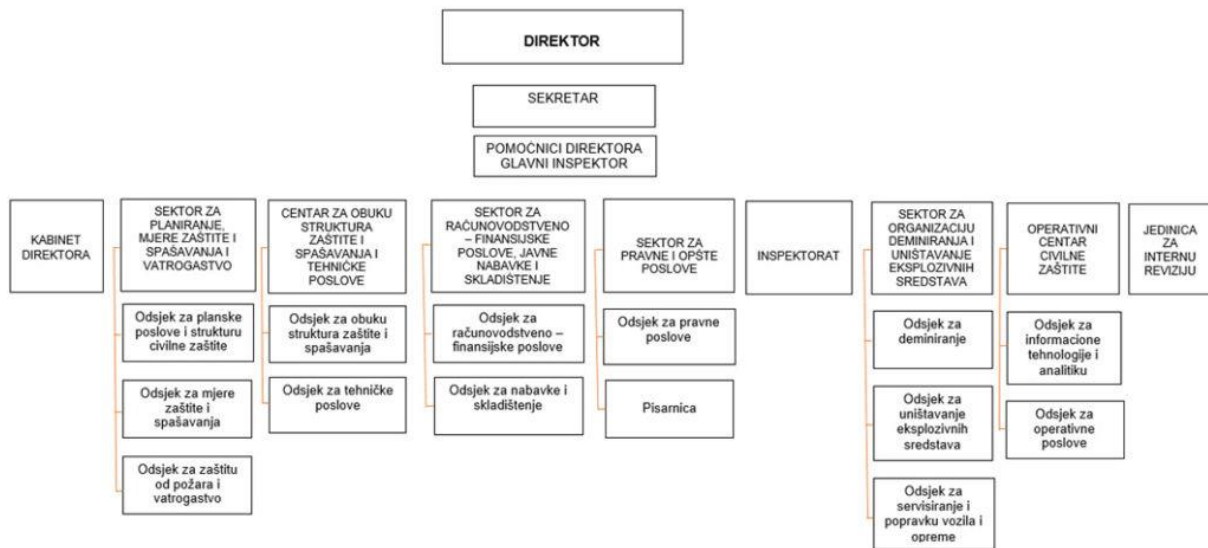 DIREKTOR
SEKRETAR
POMOĆNICI DIREKTORA
GLAVNI INSPEKTOR
KABINET
DIREKTORA
SEKTOR ZA
PLANIRANJE,
MJERE ZAŠTITE I
SPAŠAVANJA I
VATROGASTVO
Odsjek za planske
poslove i strukturu
civilne zaštite
Odsjek za mjere
zaštite i
spašavanja
Odsjek za zaštitu
od požara i
vatrogastvo
CENTAR ZA OBUKU
STRUKTURA
ZAŠTITE I
SPAŠAVANJA I
TEHNIČKE
POSLOVE
Odsjek za obuku
struktura zaštite i
spašavanja
Odsjek za tehničke
poslove
SEKTOR ZA
RAČUNOVODSTVENO
– FINANSIJSKE
POSLOVE, JAVNE
NABAVKE I
SKLADIŠTENJE
Odsjek za
računovodstveno –
finansijske poslove
Odsjek za nabavke i
skladištenje
SEKTOR ZA
PRAVNE I OPŠTE
POSLOVE
Odsjek za pravne
poslove
Pisarnica
INSPEKTORAT
SEKTOR ZA
ORGANIZACIJU
DEMINIRANJA I
UNIŠTAVANJE
EKSPLOZIVNIH
SREDSTAVA
Odsjek za
deminiranje
Odsjek za
uništavanje
eksplozivnih
sredstava
Odsjek za
servisiranje i
popravku vozila i
opreme
OPERATIVNI
CENTAR
CIVILNE
ZAŠTITE
Odsjek za
informacione
tehnologije i
analitiku
Odsjek za
operativne
poslove
JEDINICA
ZA
INTERNU
REVIZIJU